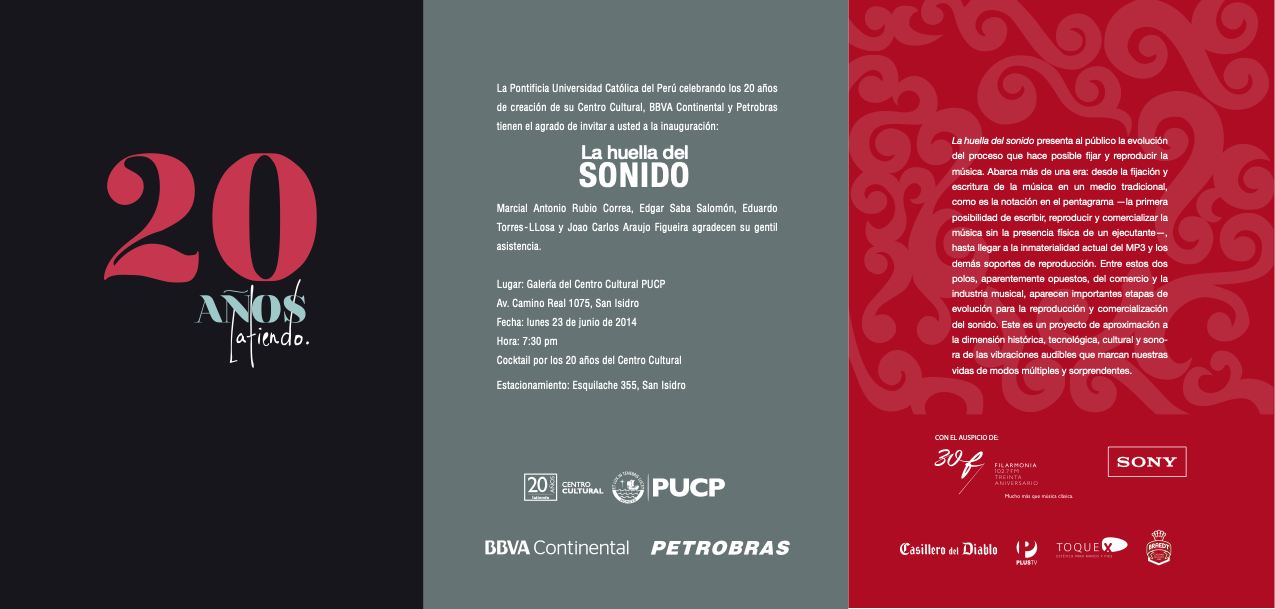 20
AÑOS
Latiendo.
La Pontificia Universidad Católica del Perú celebrando los 20 años
de creación de su Centro Cultural, BBVA Continental y Petrobras
tienen el agrado de invitar a usted a la inauguración:
La huella del
SONIDO
Marcial Antonio Rubio Correa, Edgar Saba Salomón, Eduardo
Torres-LLosa y Joao Carlos Araujo Figueira agradecen su gentil
asistencia.
Lugar: Galería del Centro Cultural PUCP
Av. Camino Real 1075, San Isidro
Fecha: lunes 23 de junio de 2014
Hora: 7:30 pm
Cocktail por los 20 años del Centro Cultural
Estacionamiento: Esquilache 355, San Isidro
20 AÑOS
latiendo
CENTRO
CULTURAL
PUCP
BBVA Continental
PETROBRAS
La huella del sonido presenta al público la evolución
del proceso que hace posible fijar y reproducir la
música. Abarca más de una era: desde la fijación y
escritura de la música en un medio tradicional,
como es la notación en el pentagrama —la primera
posibilidad de escribir, reproducir y comercializar la
música sin la presencia física de un ejecutante—,
hasta llegar a la inmaterialidad actual del MP3 y los
demás soportes de reproducción. Entre estos dos
polos, aparentemente opuestos, del comercio y la
industria musical, aparecen importantes etapas de
evolución para la reproducción y comercialización
del sonido. Este es un proyecto de aproximación a
la dimensión histórica, tecnológica, cultural y sono-
ra de las vibraciones audibles que marcan nuestras
vidas de modos múltiples y sorprendentes.
CON EL AUSPICIO DE:
30f
FILARMONIA
102.7 FM
TREINTA
ANIVERSARIO
Mucho más que música clásica.
SONY
Casillero del Diablo
P
PLUSTV
TOQUEX
BRAEDT